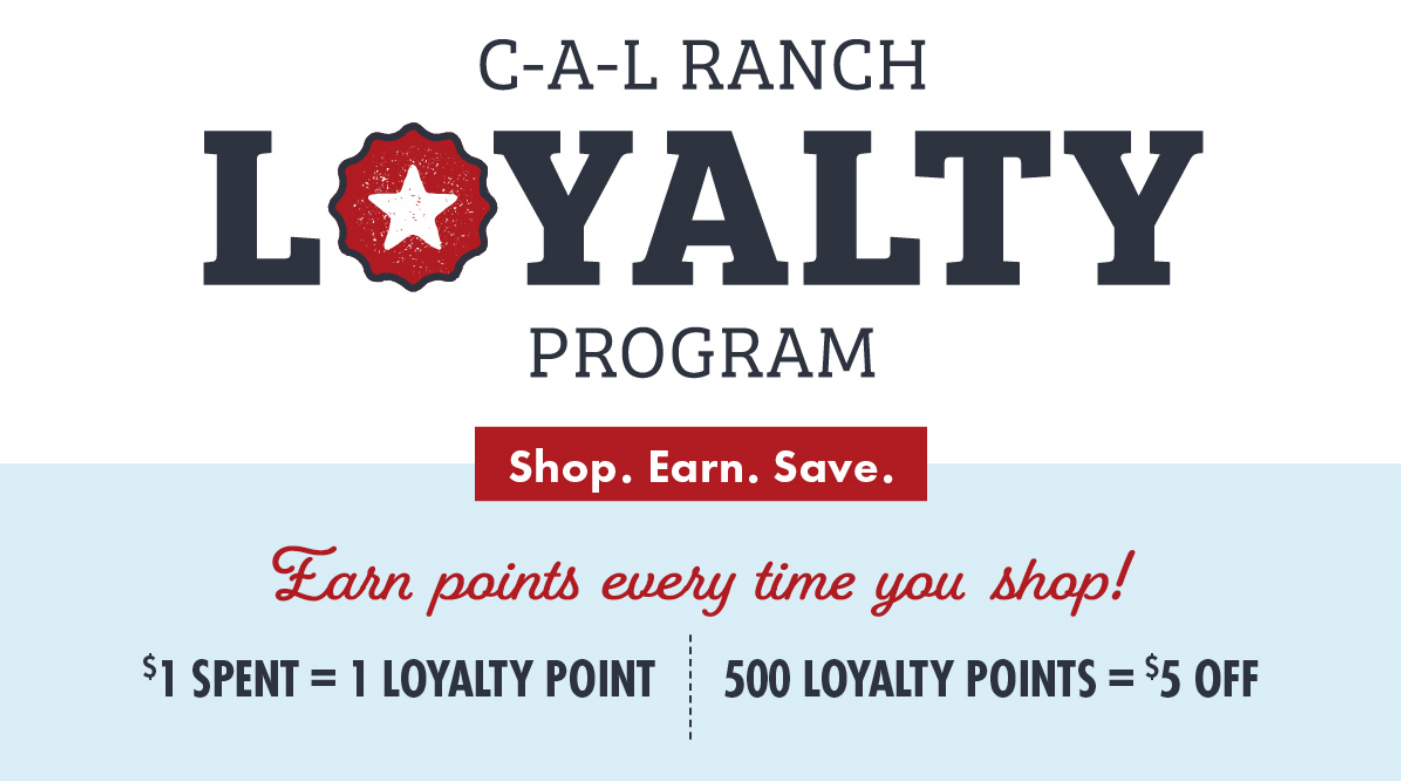 C-A-L RANCH
LOYALTY
PROGRAM
Shop. Earn. Save.
Earn points every time you shop!
$1 SPENT = 1 LOYALTY POINT
500 LOYALTY POINTS = $5 OFF